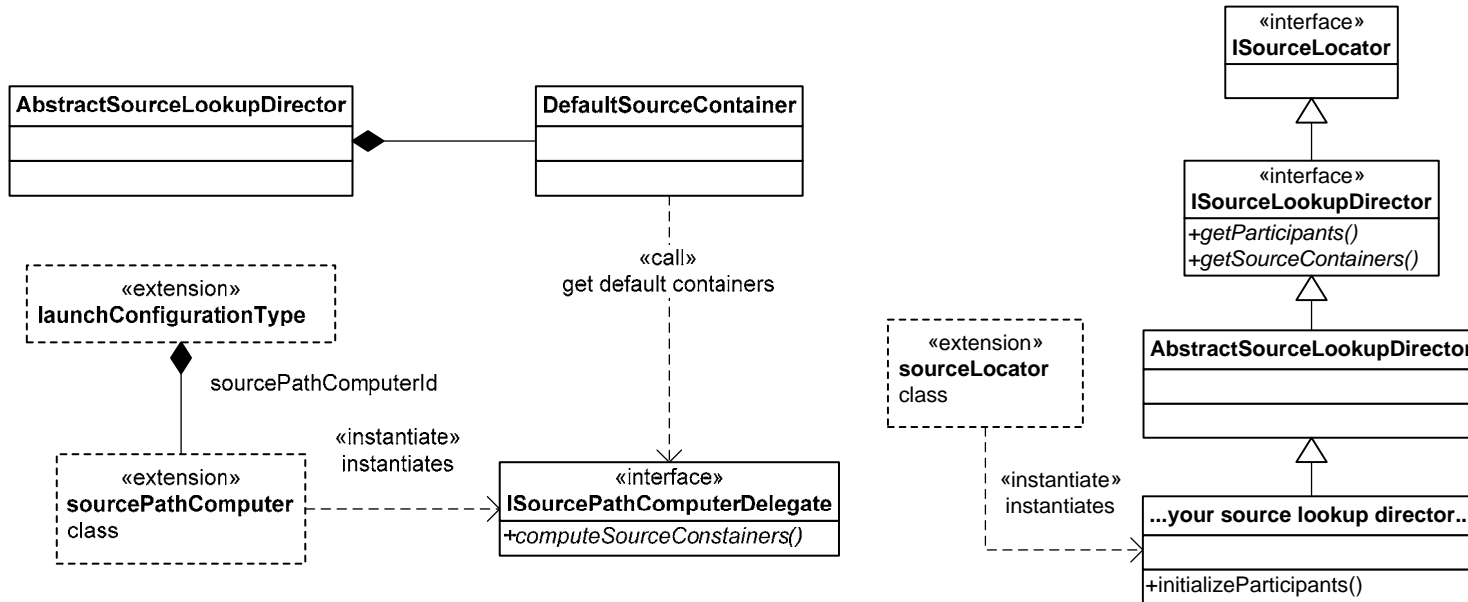 AbstractSourceLookupDirector
DefaultSourceContainer
«call»
get default containers
«extension»
launchConfigurationType
sourcePathComputerId
«extension»
sourcePathComputer
class
«instantiate»
instantiates
«interface»
ISourcePathComputerDelegate
+computeSourceConstainers()
«interface»
ISourceLocator
«interface»
ISourceLookupDirector
+getParticipants()
+getSourceContainers()
AbstractSourceLookupDirector
«extension»
sourceLocator
class
«instantiate»
instantiates
...your source lookup director..
+initializeParticipants()